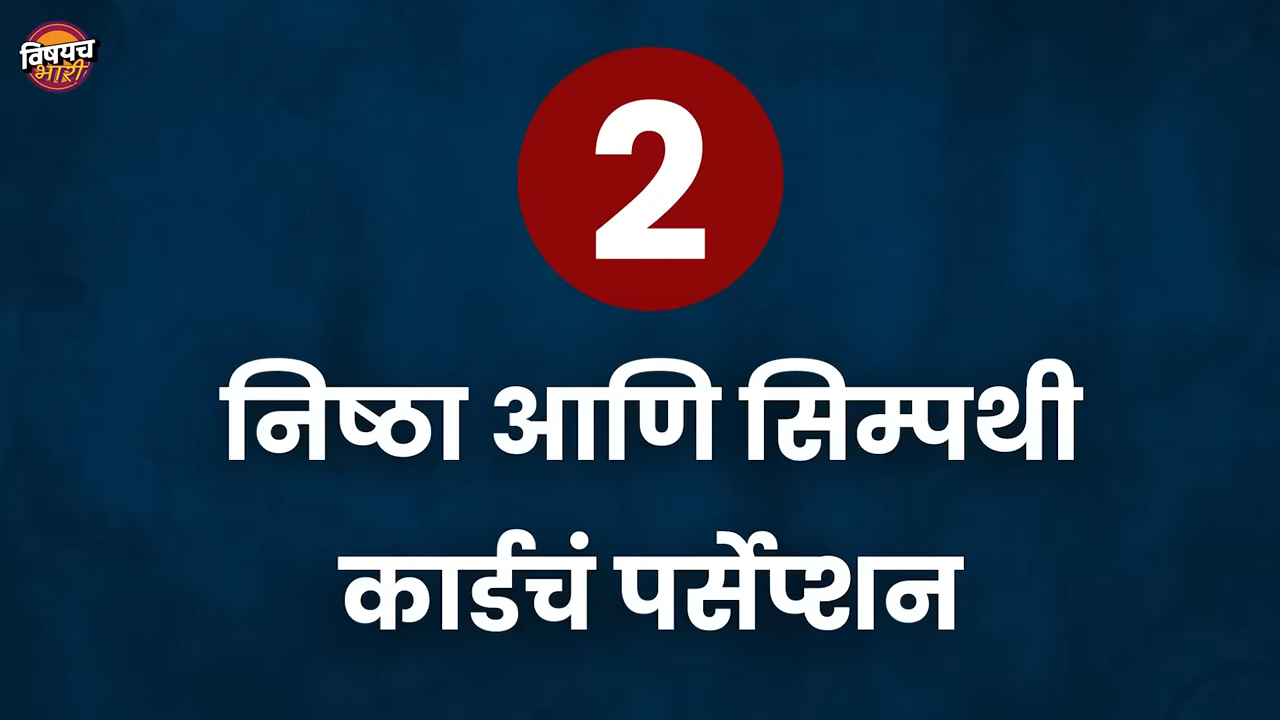 विषयच
भारी
2
निष्ठा आणि सिम्पथी
कार्डचं पर्सेप्शन